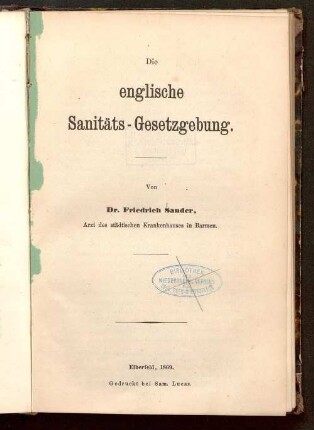 Die
englische
Sanitäts-Gesetzgebung.
Von
Dr. Friedrich Sander,
Arzt des städtischen Krankenhauses in Barmen.
BIBLIOTHEK
Elberfeld, 1869.
Gedruckt bei Sam. Lucas.